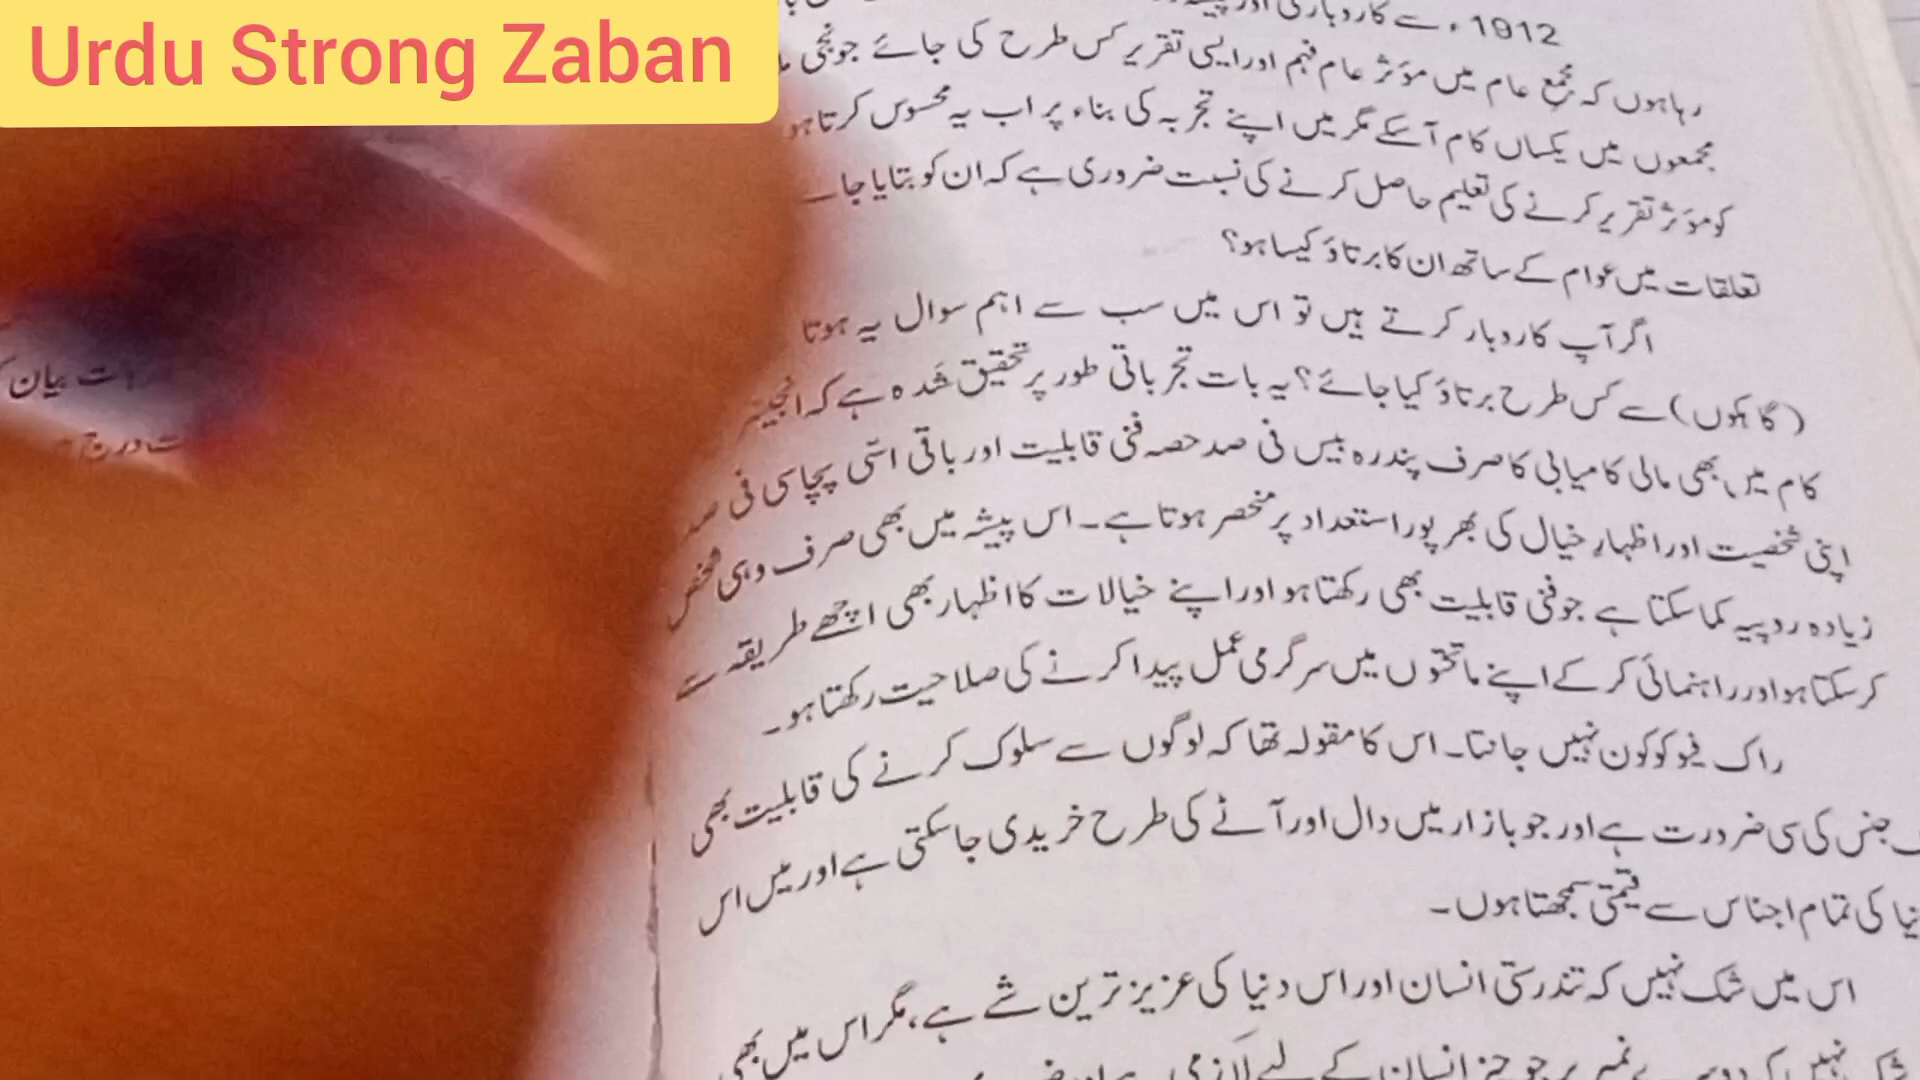 Urdu Strong Zaban
1912ء سے کاروباری اور
رہا ہوں کہ مجمع عام میں مؤثر عام فہم اور ایسی تقریر کس طرح کی جائے جو نجی
مجمعوں میں یکساں کام آسکے مگر میں اپنے تجربہ کی بناء پر اب یہ محسوس کرتا ہو
کو مؤثر تقریر کرنے کی تعلیم حاصل کرنے کی نسبت ضروری ہے کہ ان کو بتایا جا
تعلقات میں عوام کے ساتھ ان کا برتاؤ کیسا ہو؟
اگر آپ کاروبار کرتے ہیں تو اس میں سب سے اہم سوال یہ ہوتا
(گاہکوں) سے کس طرح برتاؤ کیا جائے؟ یہ بات تجرباتی طور پر تحقیق شدہ ہے کہ
کام میں بھی مالی کامیابی کا صرف پندرہ بیس فی صد حصہ فنی قابلیت اور باقی اسّی پچاسی فی صد
اپنی شخصیت اور اظہارِ خیال کی بھرپور استعداد پر منحصر ہوتا ہے۔ اس پیشہ میں بھی صرف وہی شخص
زیادہ روپیہ کما سکتا ہے جو فنی قابلیت بھی رکھتا ہو اور اپنے خیالات کا اظہار بھی اچھے طریقہ سے
کرسکتا ہو اور راہنمائی کر کے اپنے ماتحتوں میں سرگرمی عمل پیدا کرنے کی صلاحیت رکھتا ہو۔
راک فیو کو کون نہیں جانتا۔ اس کا مقولہ تھا کہ لوگوں سے سلوک کرنے کی قابلیت بھی
جنس کی سی ضرورت ہے اور جو بازار میں دال اور آٹے کی طرح خریدی جاسکتی ہے اور میں اس
کی تمام اجناس سے قیمتی سمجھتا ہوں۔
اس میں شک نہیں کہ تندرستی انسان اور اس دنیا کی عزیز ترین شے ہے، مگر اس میں بھی
بیان
درج